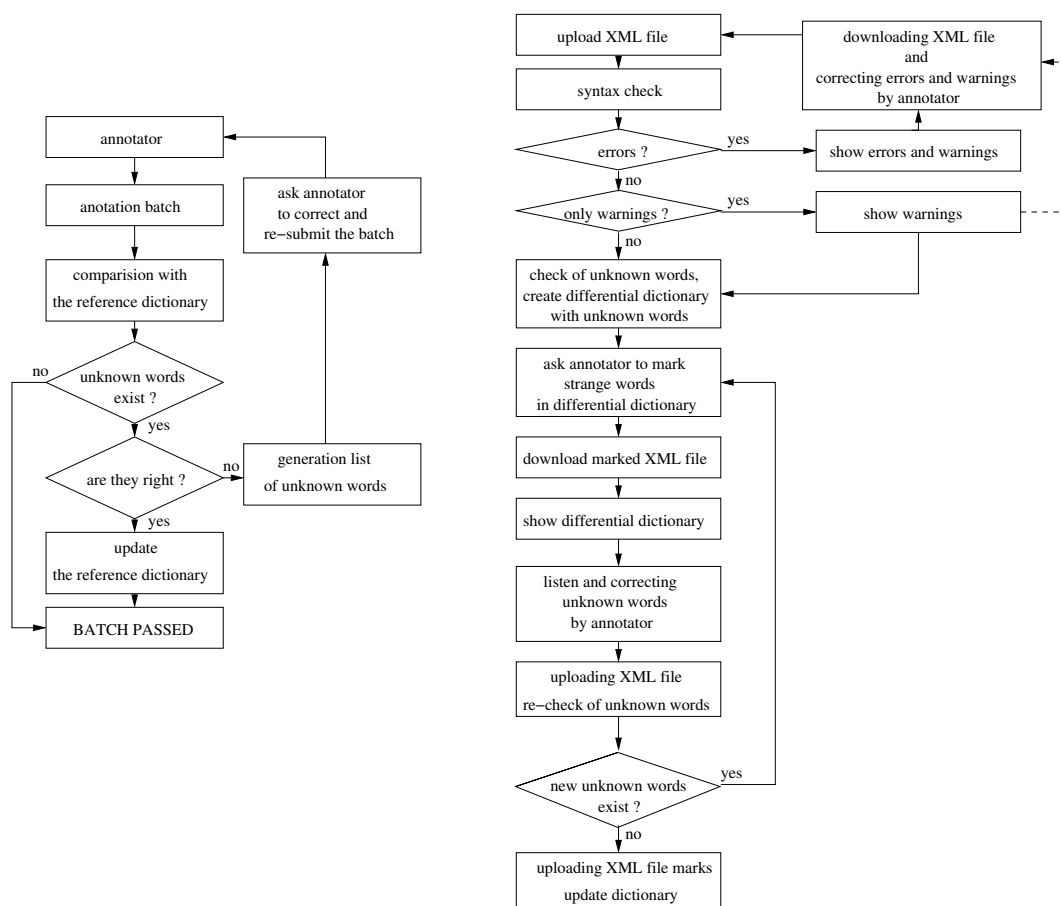 annotator
anotation batch
comparision with
the reference dictionary
unknown words
exist ?
no
yes
are they right ?
no
yes
update
the reference dictionary
BATCH PASSED
generation list
of unknown words
ask annotator
to correct and
re−submit the batch
upload XML file
syntax check
errors ?
yes
no
show errors and warnings
downloading XML file
and
correcting errors and warnings
by annotator
only warnings ?
yes
no
show warnings
check of unknown words,
create differential dictionary
with unknown words
ask annotator to mark
strange words
in differential dictionary
download marked XML file
show differential dictionary
listen and correcting
unknown words
by annotator
uploading XML file
re−check of unknown words
new unknown words
exist ?
yes
no
uploading XML file marks
update dictionary